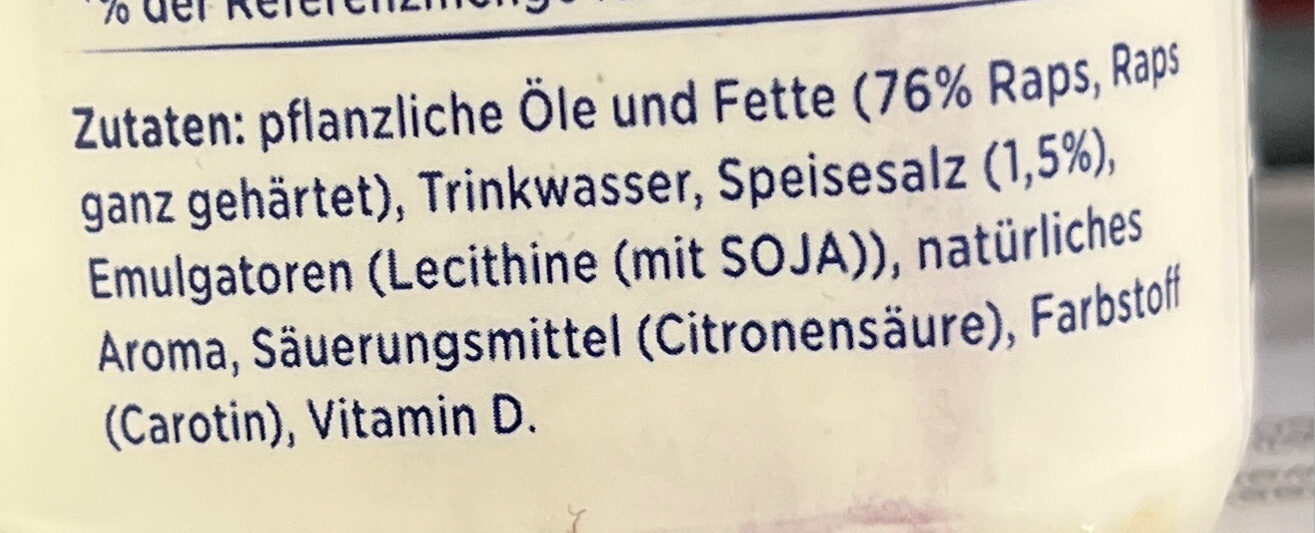 % der
Zutaten: pflanzliche Öle und Fette (76% Raps, Raps
ganz gehärtet), Trinkwasser, Speisesalz (1,5%),
Emulgatoren (Lecithine (mit SOJA)), natürliches
Aroma, Säuerungsmittel (Citronensäure), Farbstoff
(Carotin), Vitamin D.